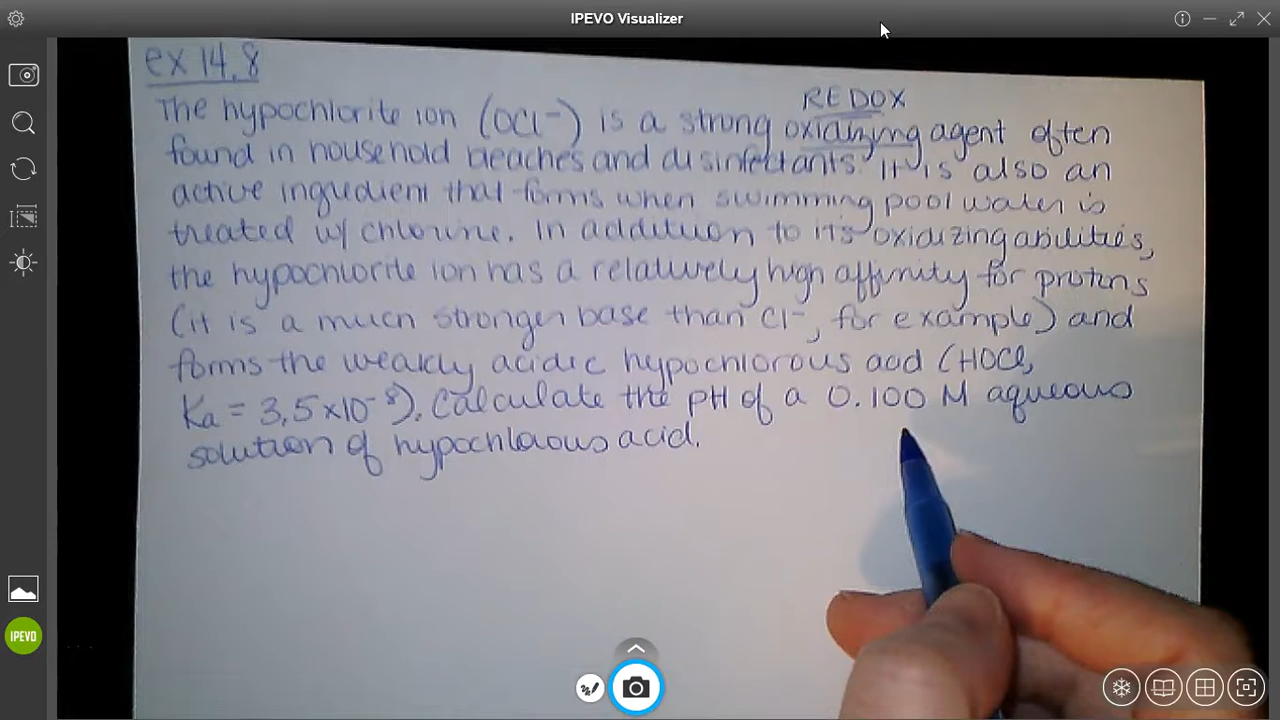 IPEVO Visualizer
ex 14.8
REDOX
The hypochlorite ion (OCl⁻) is a strong oxidizing agent often
found in household bleaches and disinfectants. It is also an
active ingredient that forms when swimming pool water is
treated w/ chlorine. In addition to its oxidizing abilities,
the hypochlorite ion has a relatively high affinity for protons
(it is a much stronger base than Cl⁻, for example) and
forms the weakly acidic hypochlorous acid (HOCl,
Ka = 3.5x10⁻⁸). Calculate the pH of a 0.100 M aqueous
solution of hypochlorous acid.
IPEVO